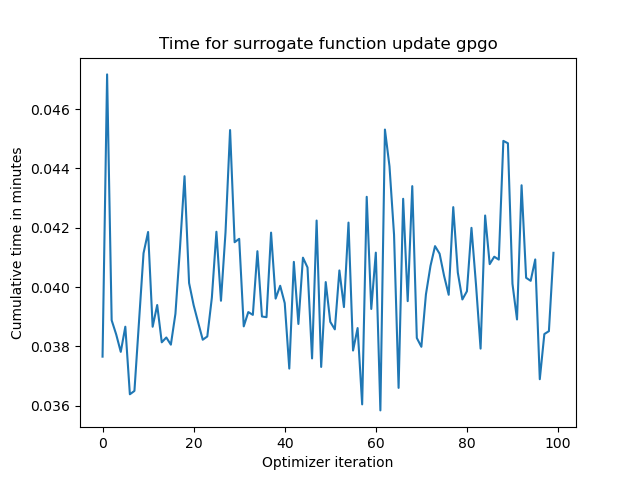 Time for surrogate function update gpgo
Cumulative time in minutes
0.046
0.044
0.042
0.040
0.038
0.036
0 20 40 60 80 100
Optimizer iteration